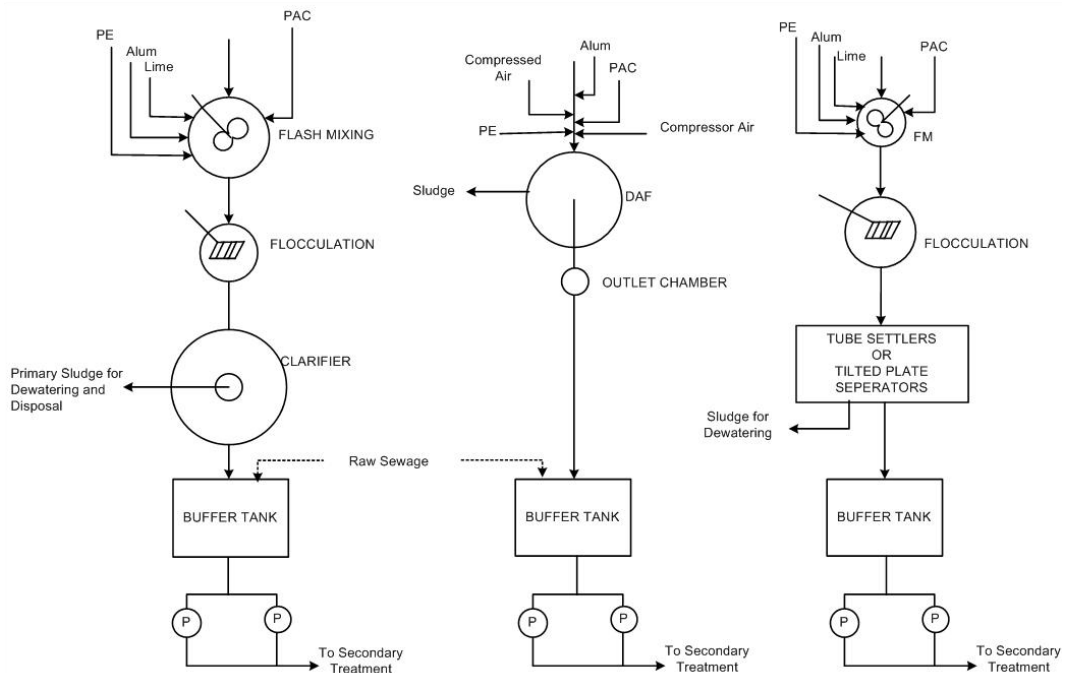 PE
Alum
Lime
PAC
FLASH MIXING
FLOCCULATION
CLARIFIER
Primary Sludge for
Dewatering and
Disposal
Raw Sewage
BUFFER TANK
P
P
To Secondary
Treatment
Compressed
Air
Alum
PAC
PE
Compressor Air
Sludge
DAF
OUTLET CHAMBER
BUFFER TANK
P
P
To Secondary
Treatment
PE
Alum
Lime
PAC
FM
FLOCCULATION
TUBE SETTLERS
OR
TILTED PLATE
SEPERATORS
Sludge for
Dewatering
BUFFER TANK
P
P
To Secondary
Treatment